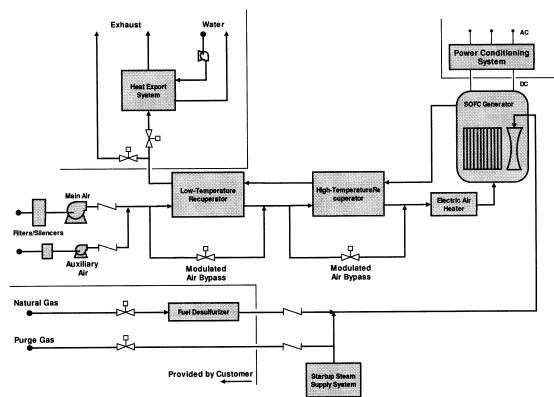 Exhaust
Water
AC
Power Conditioning
System
DC
Heat Export
System
SOFC Generator
Low-Temperature
Recuperator
High-TemperatureRe
cuperator
Main Air
Electric Air
Heater
Filters/Silencers
Auxiliary
Air
Modulated
Air Bypass
Modulated
Air Bypass
Natural Gas
Fuel Desulfurizer
Purge Gas
Provided by Customer
Startup Steam
Supply System